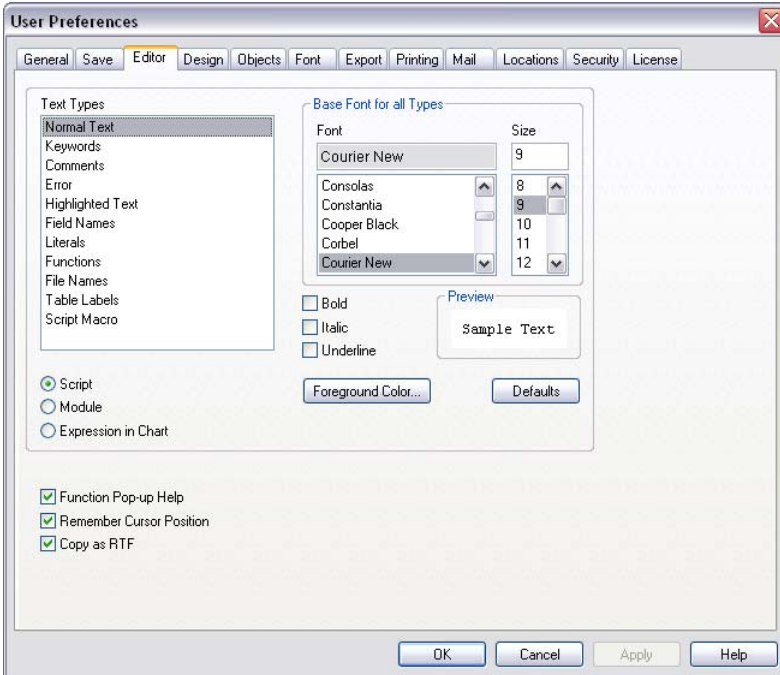 User Preferences
General Save Editor Design Objects Font Export Printing Mail Locations Security License
Text Types
Normal Text
Keywords
Comments
Error
Highlighted Text
Field Names
Literals
Functions
File Names
Table Labels
Script Macro
Base Font for all Types
Font
Courier New
Consolas
Constantia
Cooper Black
Corbel
Courier New
Size
9
8
9
10
11
12
Bold
Italic
Underline
Preview
Sample Text
Script
Module
Expression in Chart
Foreground Color...
Defaults
Function Pop-up Help
Remember Cursor Position
Copy as RTF
OK Cancel Apply Help